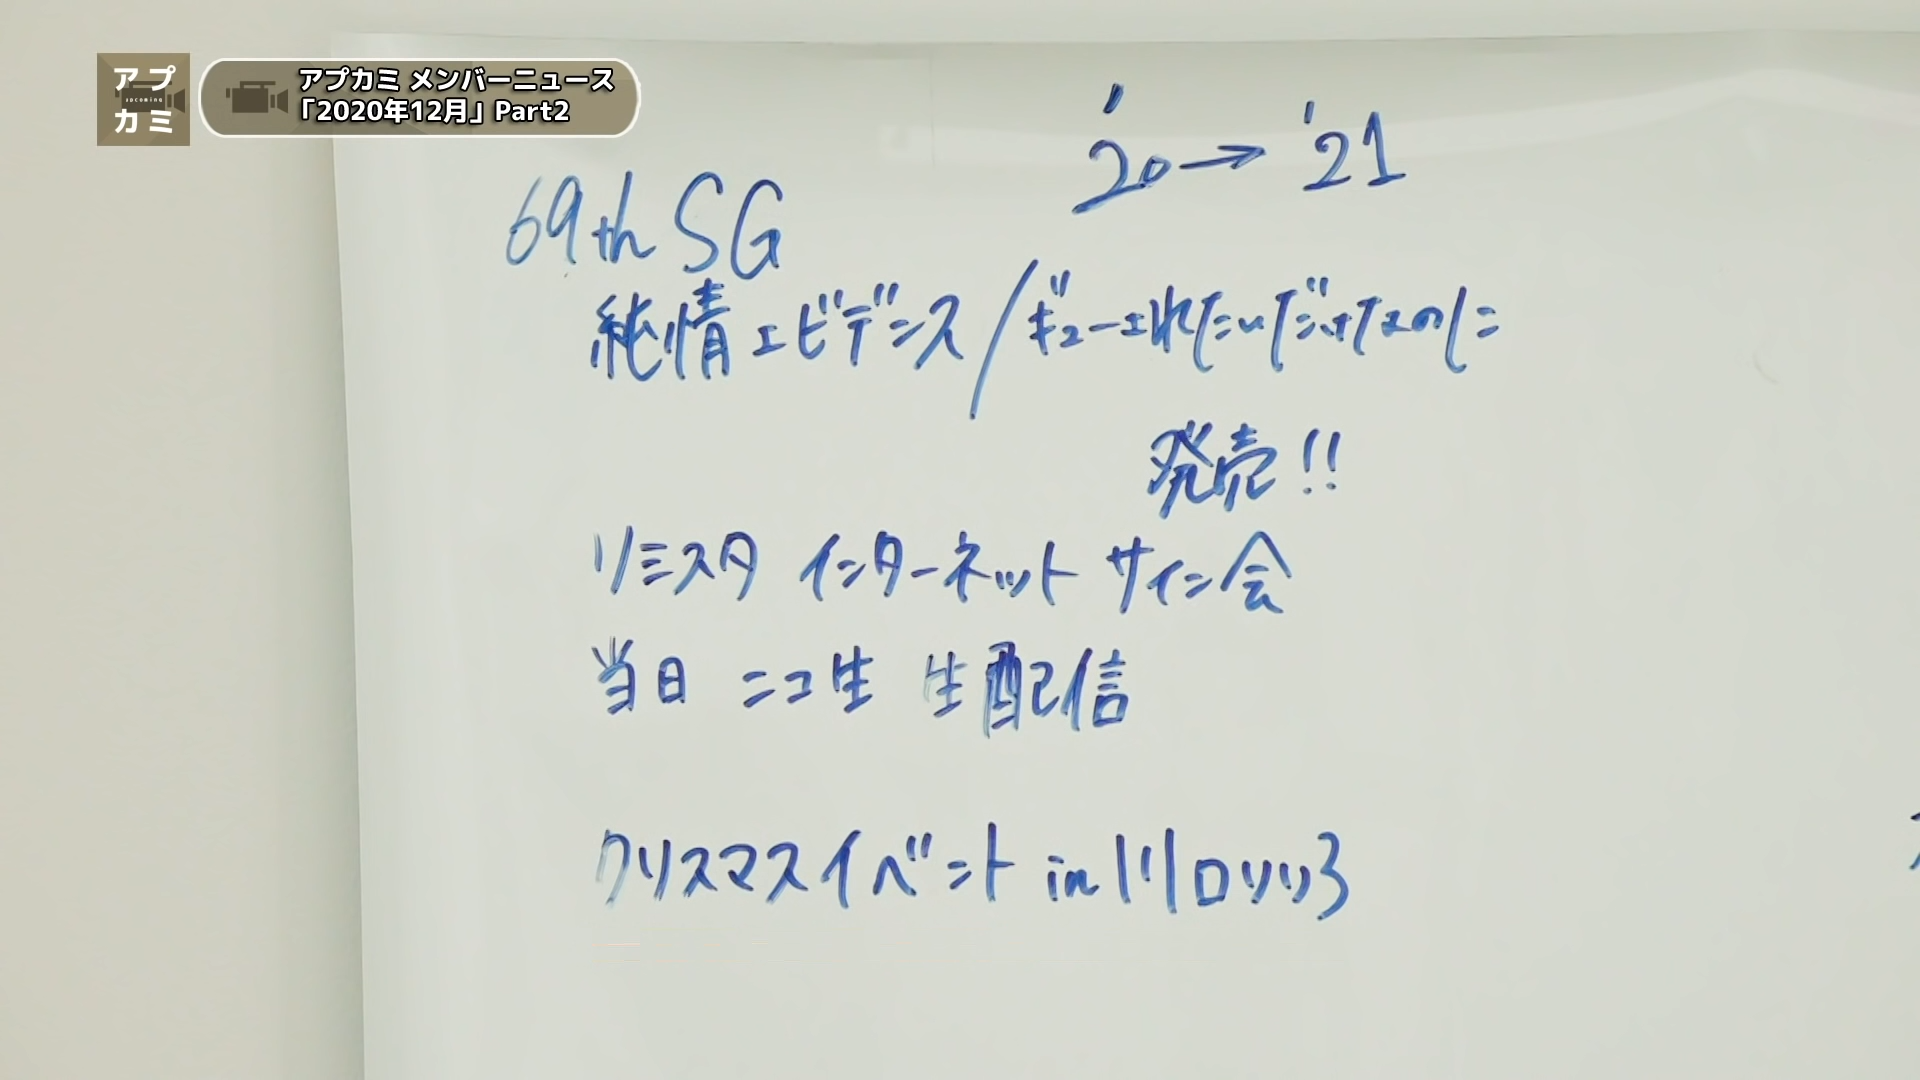 アプ
upcoming
カミ
アプカミ メンバーニュース
「2020年12月」Part2
'20→'21
69th SG
純情エビデンス/ギューされたいだけなのに
発売!!
リミスタ インターネット サイン会
当日 ニコ生 生配信
クリスマスイベント in 川口リリア